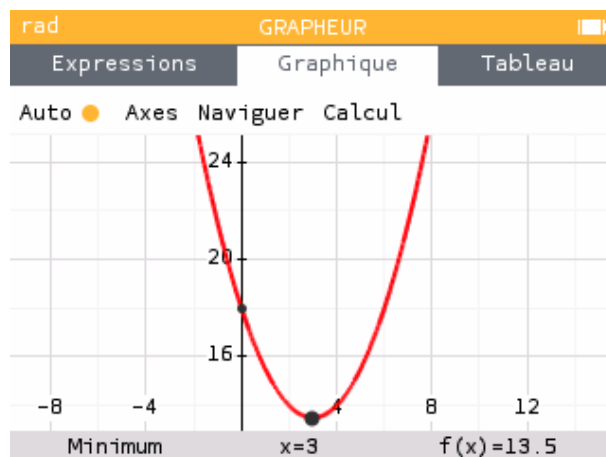 rad GRAPHEUR
Expressions Graphique Tableau
Auto Axes Naviguer Calcul
24
20
16
-8 -4 4 8 12
Minimum x=3 f(x)=13.5